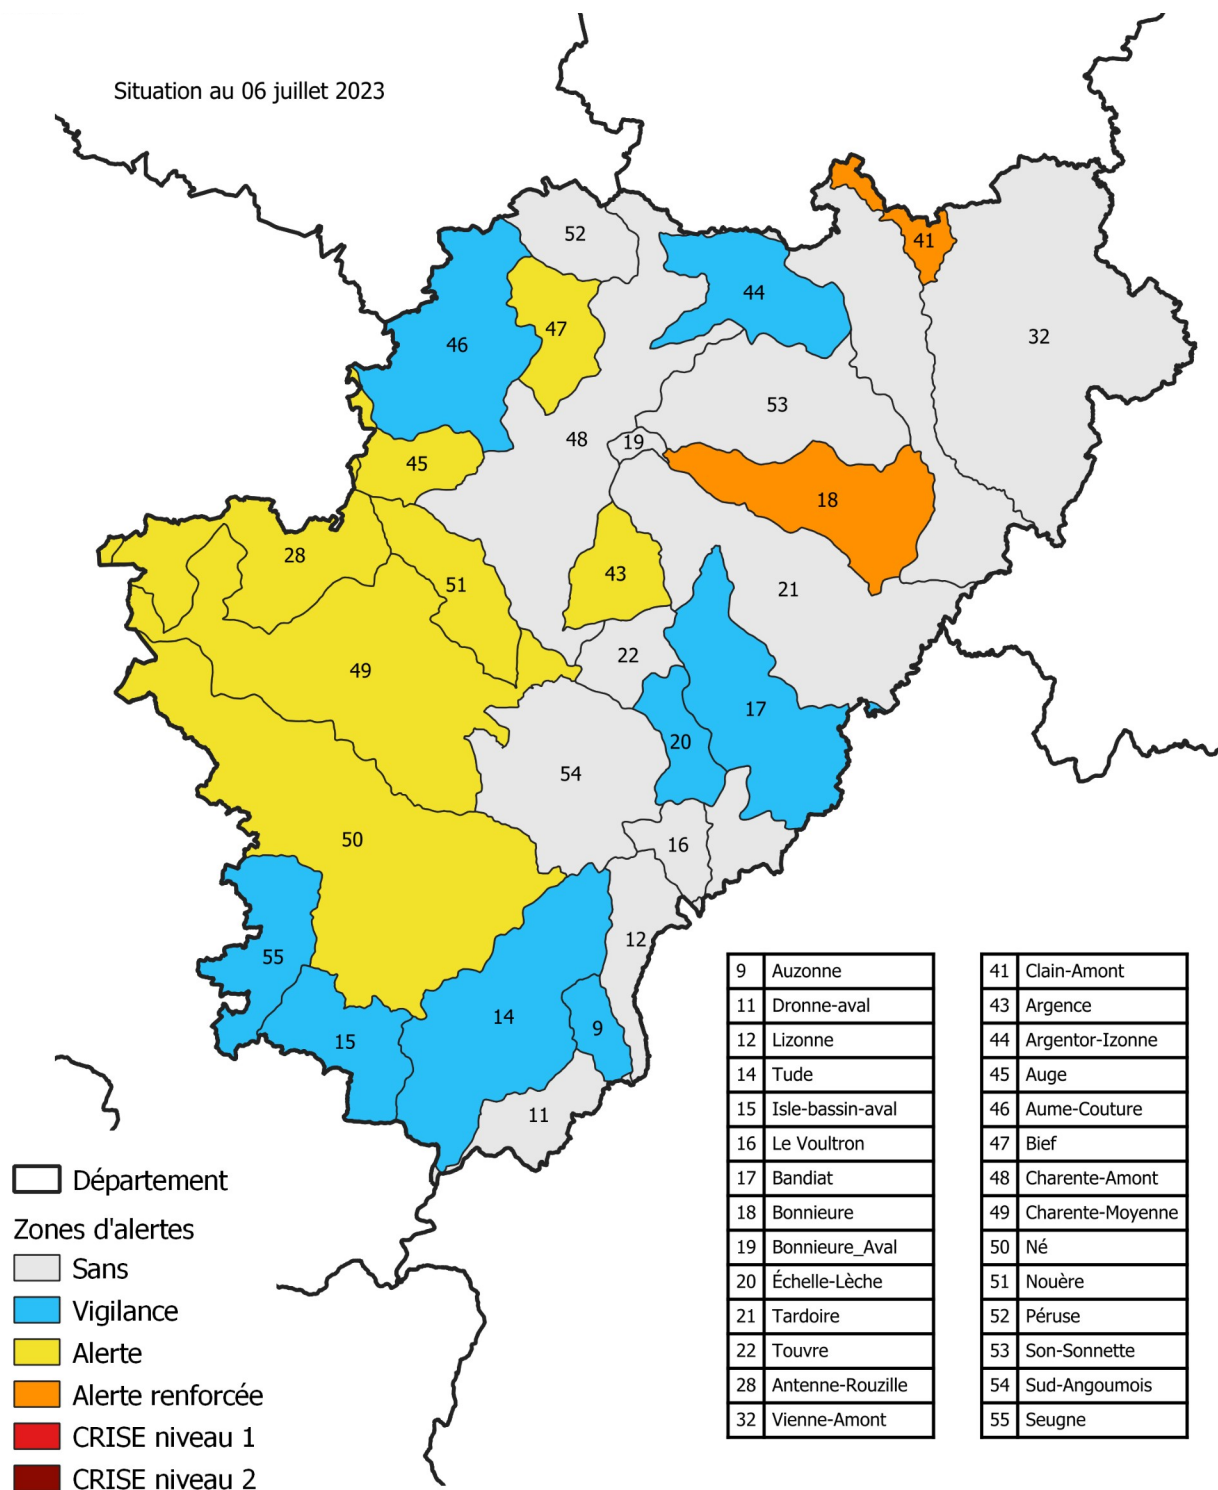 Situation au 06 juillet 2023
52
41
44
47
46
32
53
48
19
45
18
28
51
43
21
22
49
17
20
54
50
16
12
55
14
9
15
11
9 Auzonne
11 Dronne-aval
12 Lizonne
14 Tude
15 Isle-bassin-aval
16 Le Voultron
17 Bandiat
18 Bonnieure
19 Bonnieure_Aval
20 Échelle-Lèche
21 Tardoire
22 Touvre
28 Antenne-Rouzille
32 Vienne-Amont
41 Clain-Amont
43 Argence
44 Argentor-Izonne
45 Auge
46 Aume-Couture
47 Bief
48 Charente-Amont
49 Charente-Moyenne
50 Né
51 Nouère
52 Péruse
53 Son-Sonnette
54 Sud-Angoumois
55 Seugne
Département
Zones d'alertes
Sans
Vigilance
Alerte
Alerte renforcée
CRISE niveau 1
CRISE niveau 2